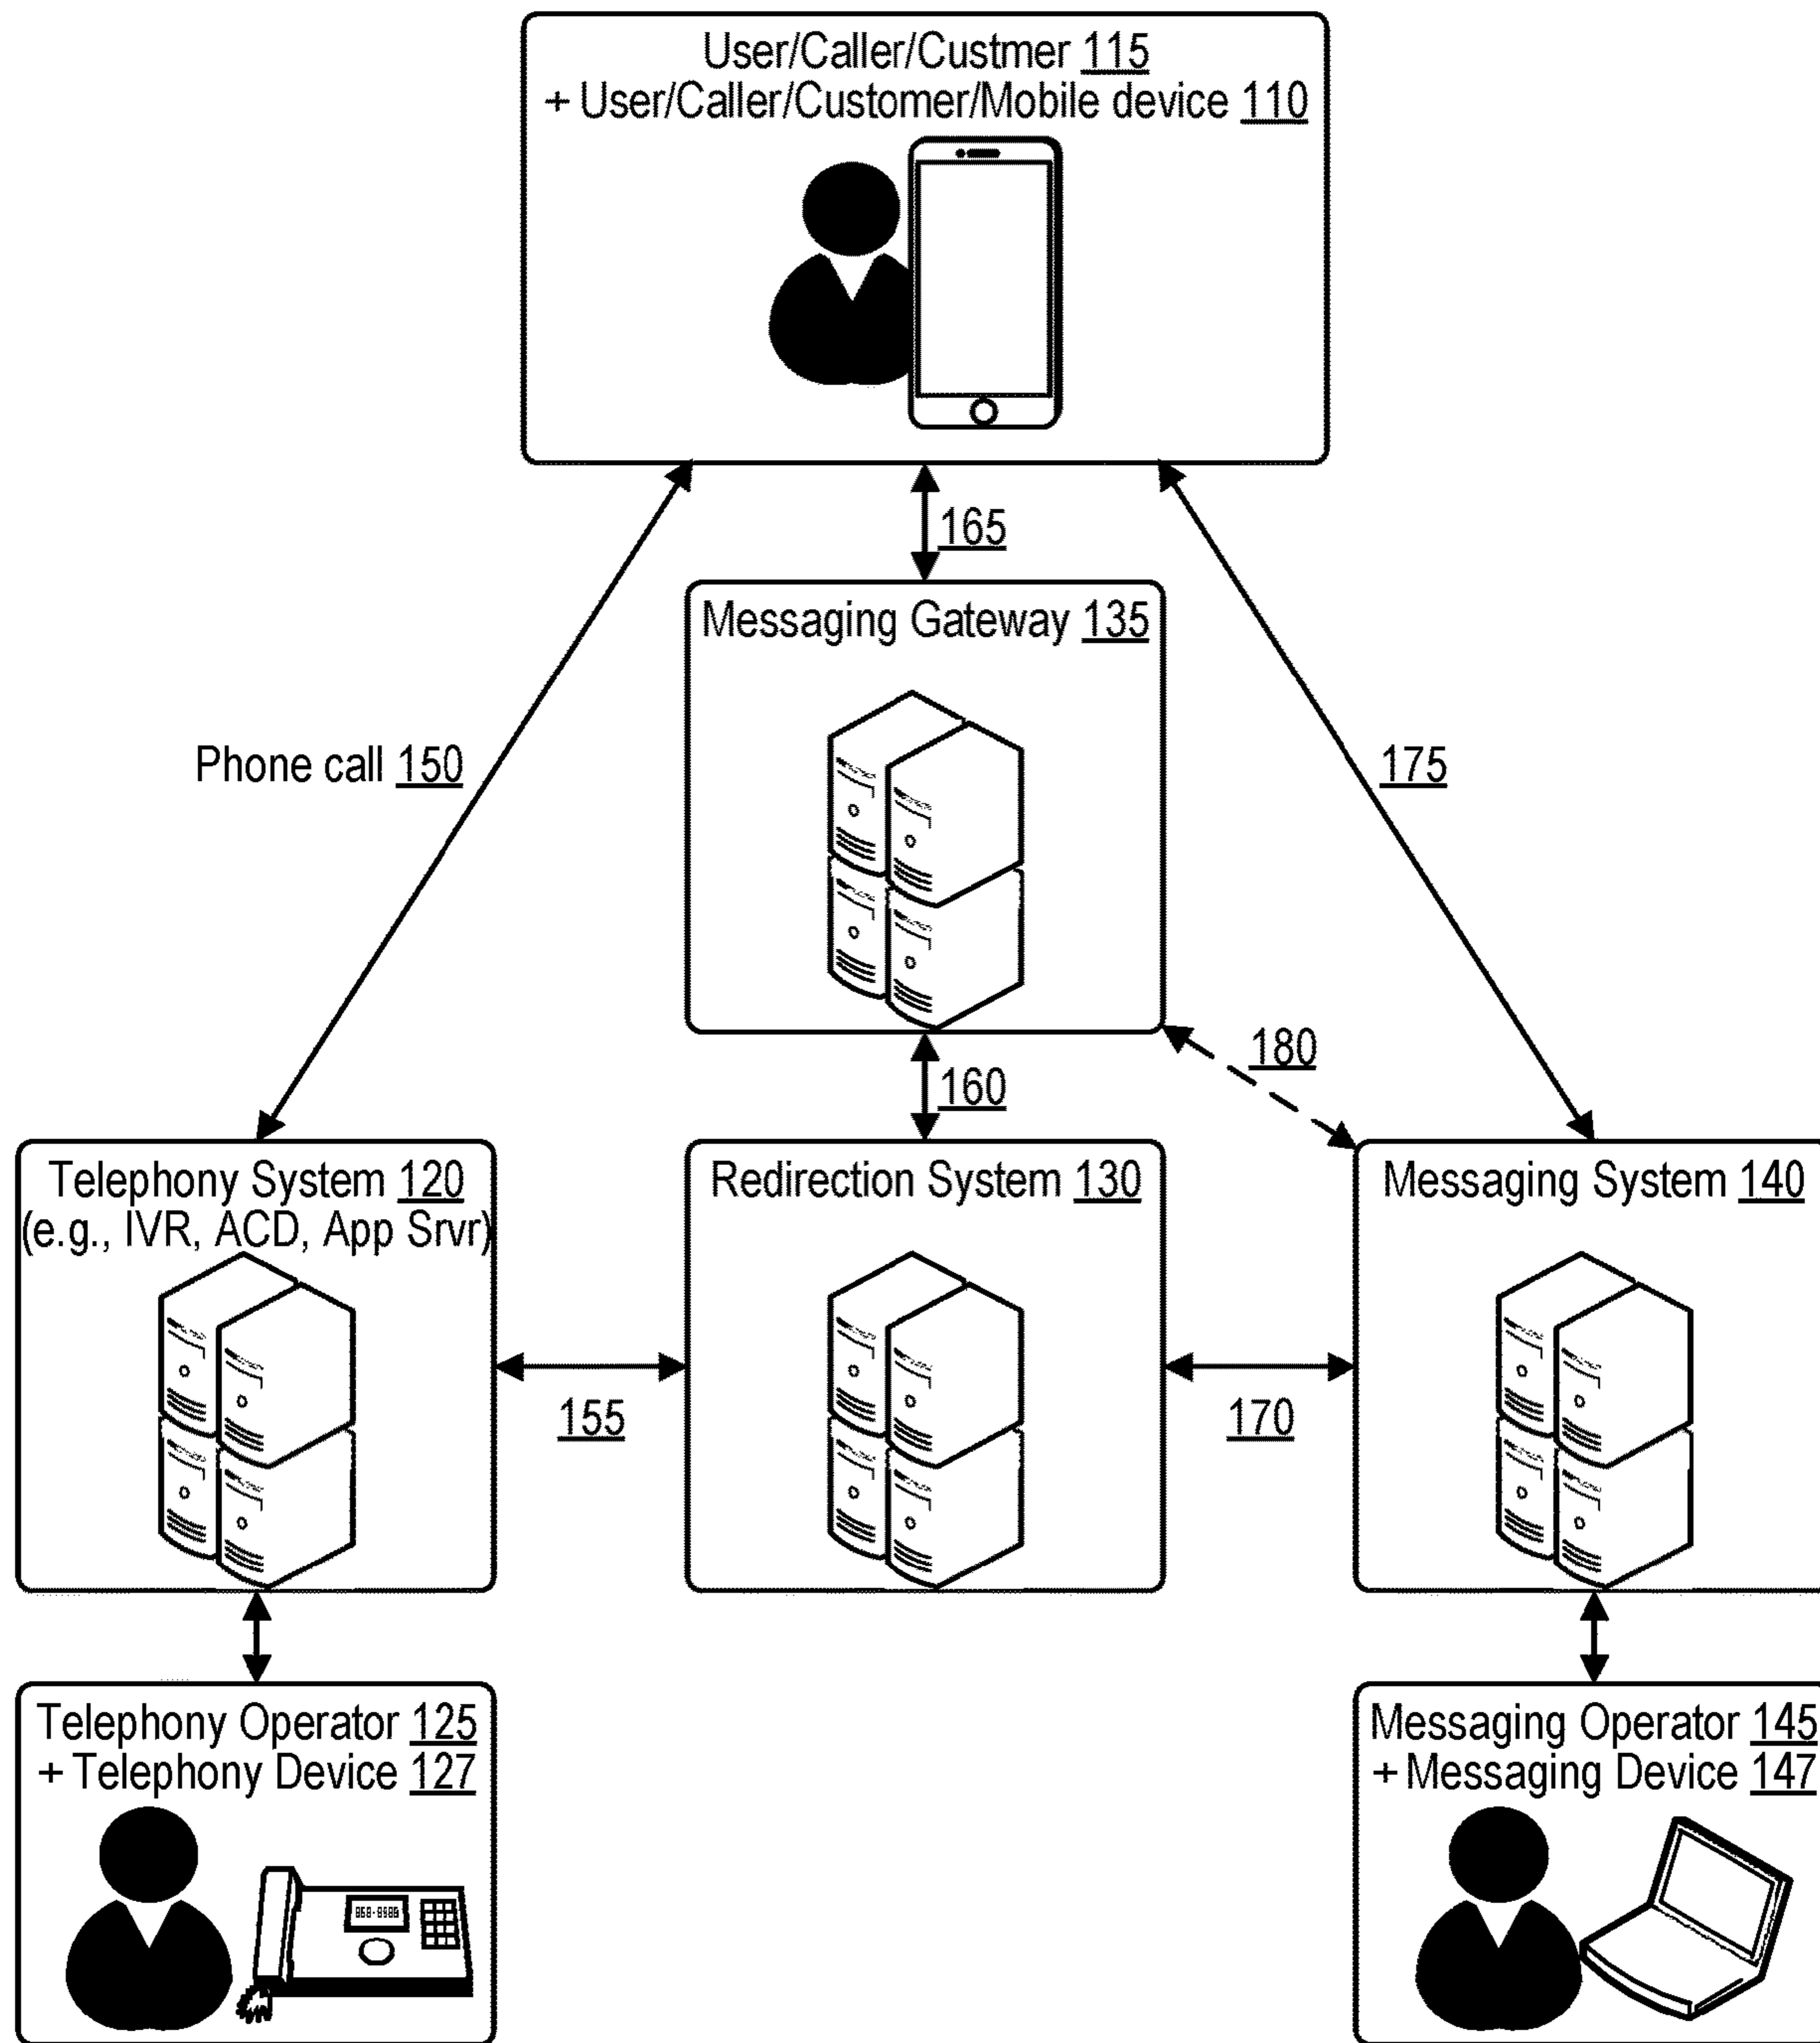 User/Caller/Custmer 115
+ User/Caller/Customer/Mobile device 110
165
Messaging Gateway 135
Phone call 150
175
180
160
Telephony System 120
(e.g., IVR, ACD, App Srvr)
Redirection System 130
Messaging System 140
155
170
Telephony Operator 125
+ Telephony Device 127
Messaging Operator 145
+ Messaging Device 147